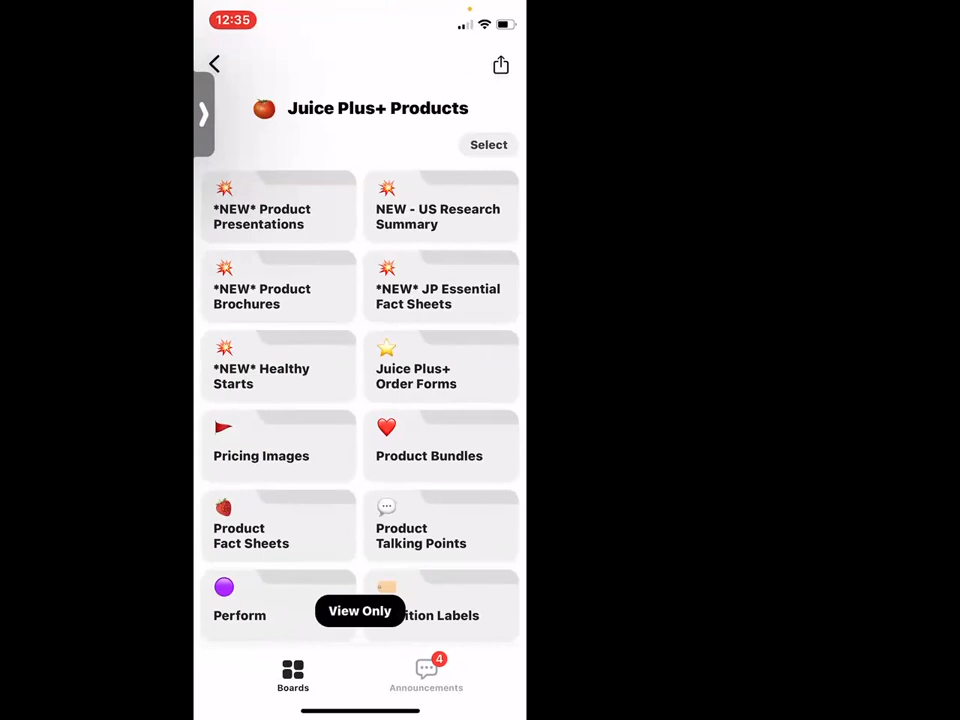 12:35
Juice Plus+ Products
Select
*NEW* Product
Presentations
NEW - US Research
Summary
*NEW* Product
Brochures
*NEW* JP Essential
Fact Sheets
*NEW* Healthy
Starts
Juice Plus+
Order Forms
Pricing Images
Product Bundles
Product
Fact Sheets
Product
Talking Points
Perform
View Only
Labels
4
Boards
Announcements